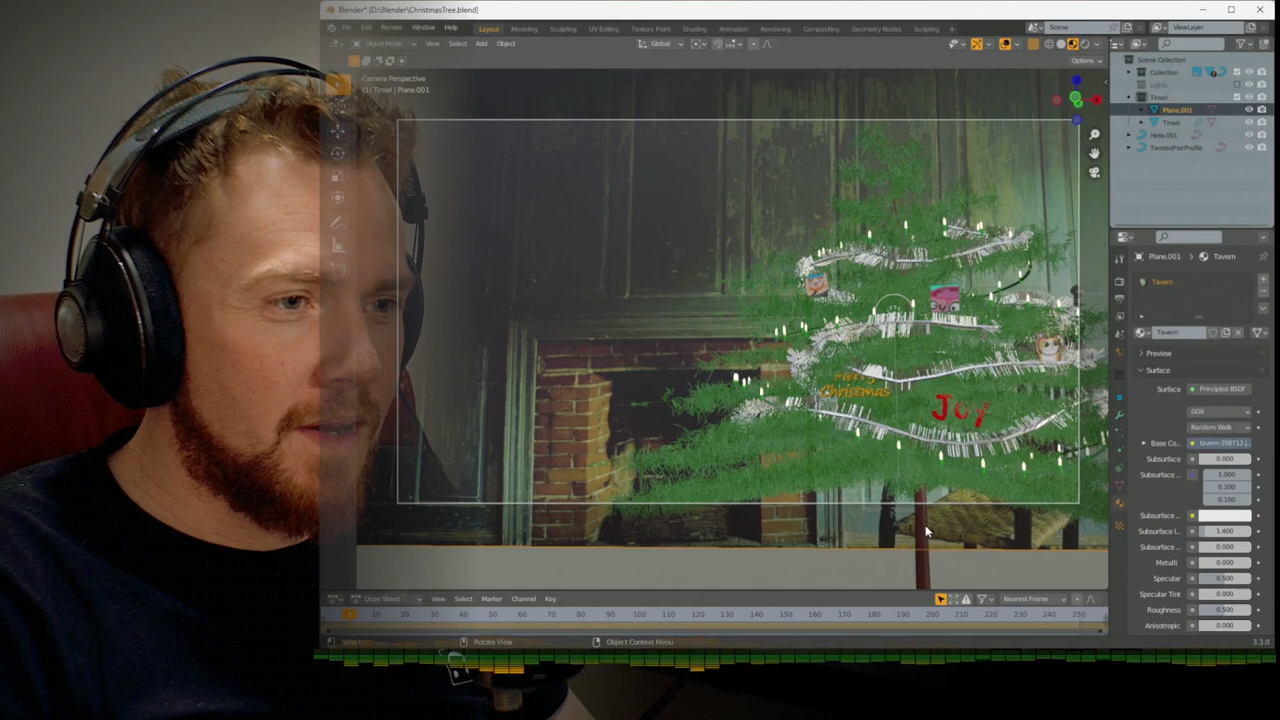 Blender* [D:\Blender\ChristmasTree.blend]
File Edit Render Window Help Layout Modeling Sculpting UV Editing Texture Paint Shading Animation Rendering Compositing Geometry Nodes Scripting + Scene ViewLayer
Object Mode View Select Add Object Global
Options
Camera Perspective
(1) Tinsel | Plane.001
Scene Collection
Collection
Lights
Tinsel
Plane.001
Tinsel
Helix.001
TwistedPairProfile
Plane.001 > Tavern
Tavern
Tavern
Preview
Surface
Surface Principled BSDF
GGX
Random Walk
Base Co... tavern-398712.j...
Subsurface 0.000
Subsurface .. 1.000
0.200
0.100
Subsurface ..
Subsurface I.. 1.400
Subsurface .. 0.000
Metalli 0.000
Specular 0.500
Specular Tint 0.000
Roughness 0.500
Anisotropic 0.000
Merry
Christmas
Joy
Dope Sheet View Select Marker Channel Key Nearest Frame
1 10 20 30 40 50 60 70 80 90 100 110 120 130 140 150 160 170 180 190 200 210 220 230 240 250
Select Rotate View Object Context Menu 3.3.0